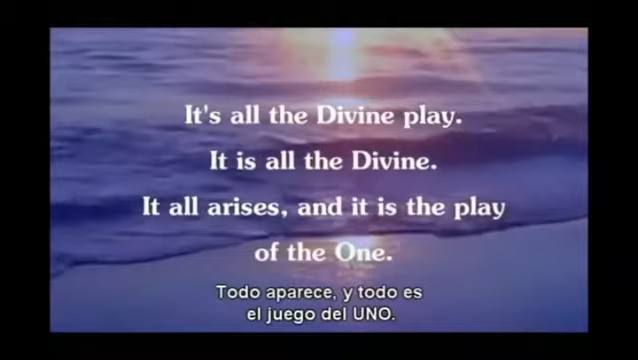 It's all the Divine play.
It is all the Divine.
It all arises, and it is the play
of the One.
Todo aparece, y todo es
el juego del UNO.